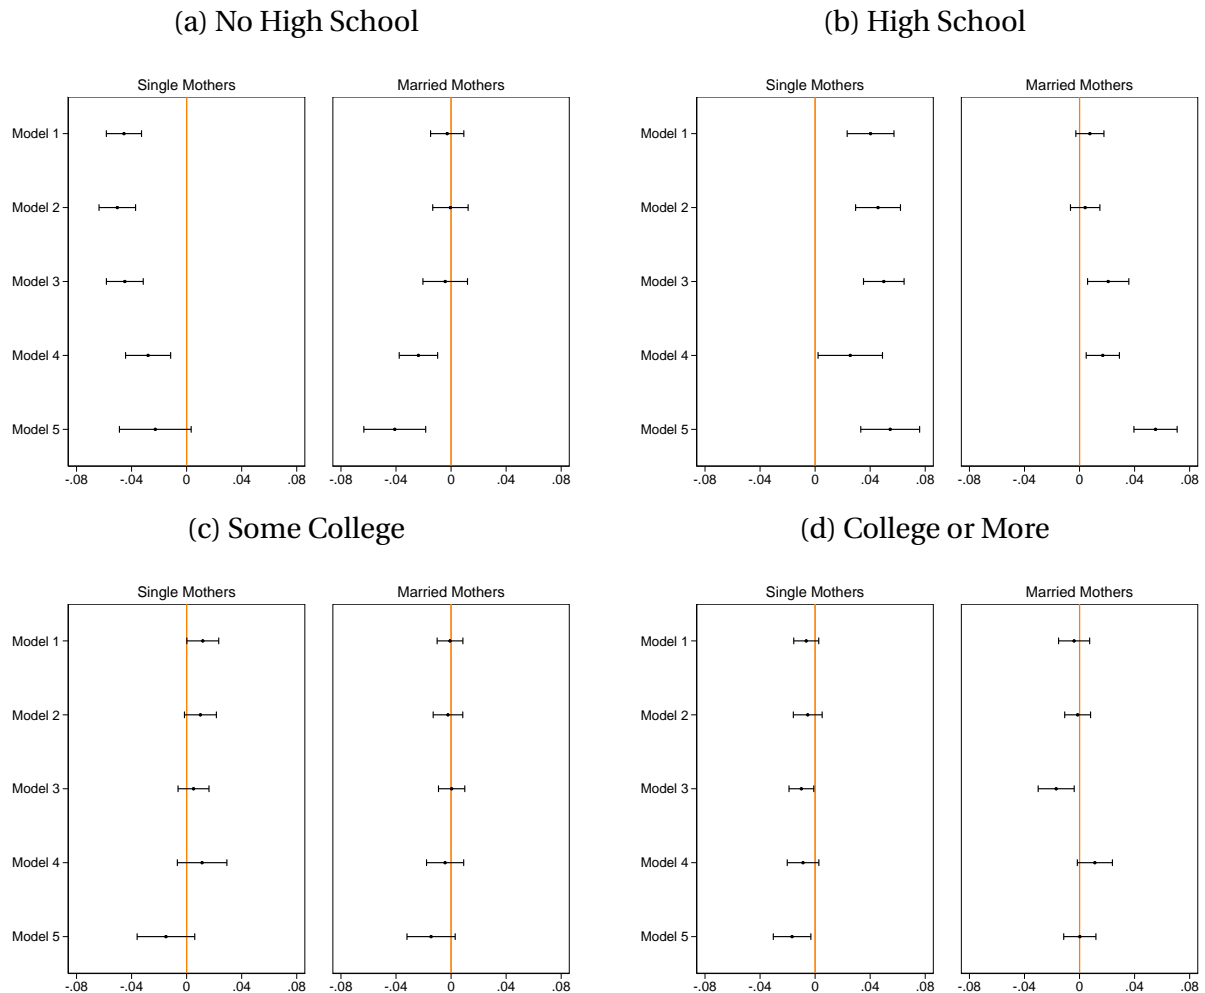 (a) No High School
Single Mothers Married Mothers
Model 1
Model 2
Model 3
Model 4
Model 5
-.08 -.04 0 .04 .08 -.08 -.04 0 .04 .08
(b) High School
Single Mothers Married Mothers
Model 1
Model 2
Model 3
Model 4
Model 5
-.08 -.04 0 .04 .08 -.08 -.04 0 .04 .08
(c) Some College
Single Mothers Married Mothers
Model 1
Model 2
Model 3
Model 4
Model 5
-.08 -.04 0 .04 .08 -.08 -.04 0 .04 .08
(d) College or More
Single Mothers Married Mothers
Model 1
Model 2
Model 3
Model 4
Model 5
-.08 -.04 0 .04 .08 -.08 -.04 0 .04 .08